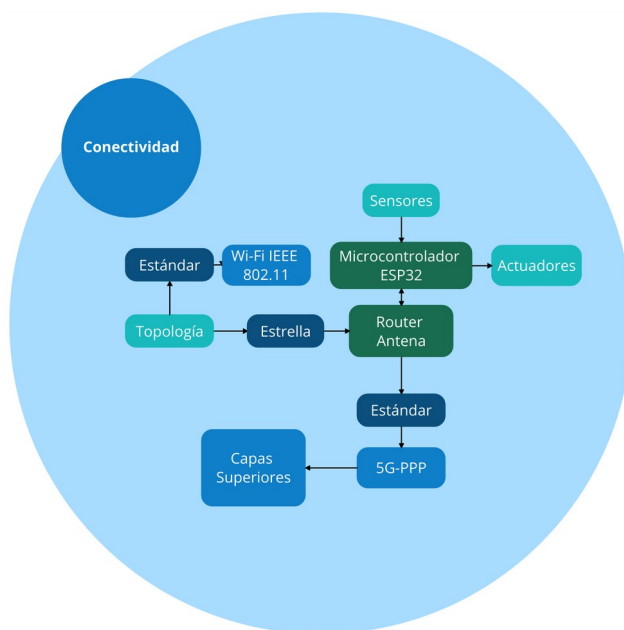 Conectividad
Sensores
Estándar
Wi-Fi IEEE
802.11
Microcontrolador
ESP32
Actuadores
Topología
Estrella
Router
Antena
Estándar
Capas
Superiores
5G-PPP